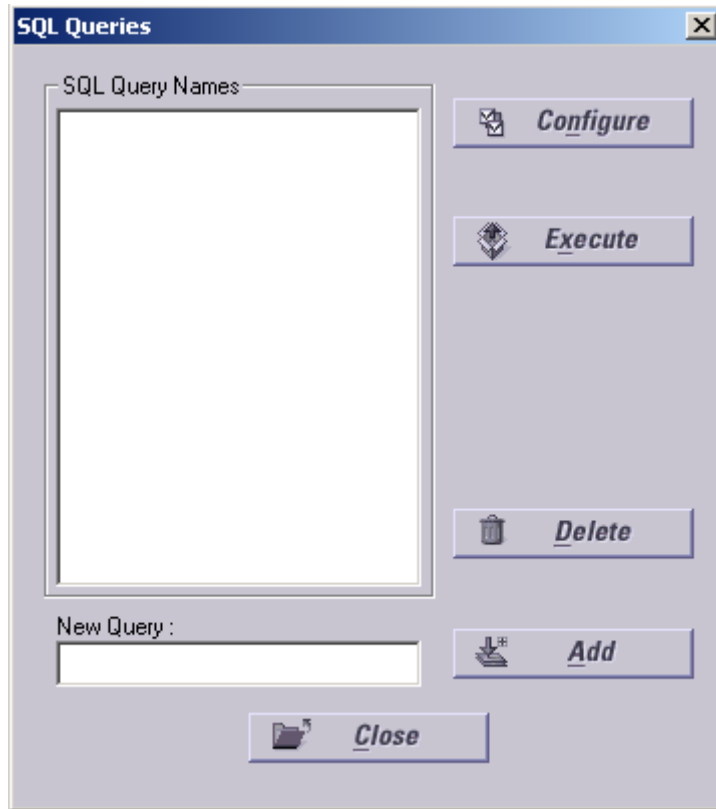 SQL Queries
SQL Query Names
Configure
Execute
Delete
New Query :
Add
Close